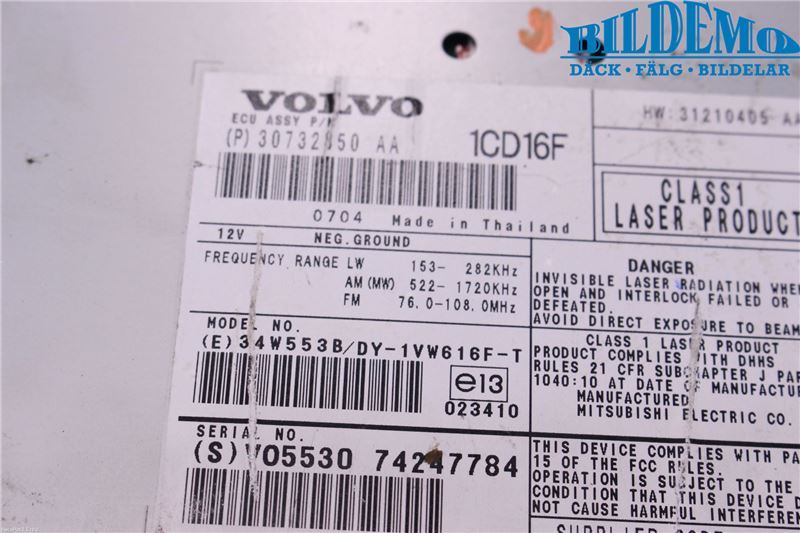 BILDEMO
DÄCK • FÄLG • BILDELAR
VOLVO
ECU ASSY P/N
(P) 30732850 AA
1CD16F
HW: 31210405 AA
0704 Made in Thailand
CLASS1
LASER PRODUCT
12V NEG.GROUND
FREQUENCY RANGE LW 153- 282KHz
AM (MW) 522- 1720KHz
FM 76.0-108.0MHz
MODEL NO.
(E) 34W553B/DY-1VW616F-T
e13
023410
SERIAL NO.
(S) V05530 74247784
DANGER
INVISIBLE LASER RADIATION WHEN
OPEN AND INTERLOCK FAILED OR
DEFEATED.
AVOID DIRECT EXPOSURE TO BEAM
CLASS 1 LASER PRODUCT
PRODUCT COMPLIES WITH DHHS
RULES 21 CFR SUBCHAPTER J PAR
1040:10 AT DATE OF MANUFACTUR
MANUFACTURED
MITSUBISHI ELECTRIC CO.
THIS DEVICE COMPLIES WITH PA
15 OF THE FCC RULES.
OPERATION IS SUBJECT TO THE
CONDITION THAT THIS DEVICE D
NOT CAUSE HARMFUL INTERFEREN
SUPPLIER CODE